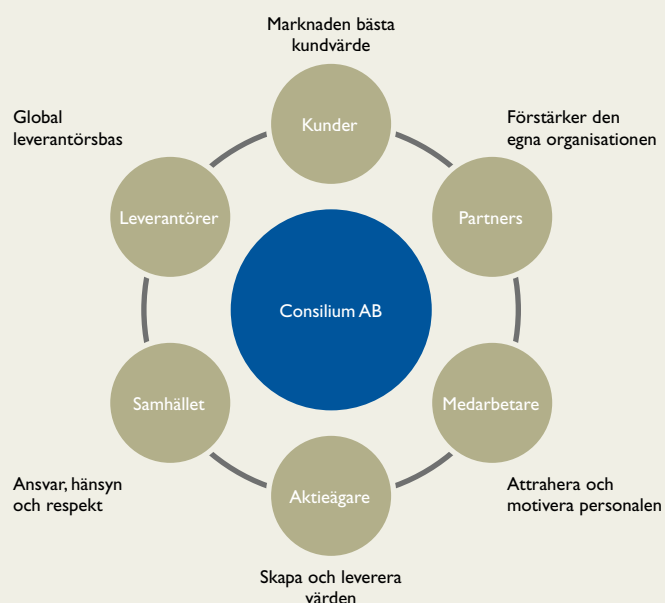 Marknaden bästa
kundvärde
Kunder
Global
leverantörsbas
Förstärker den
egna organisationen
Leverantörer
Partners
Consilium AB
Samhället
Medarbetare
Ansvar, hänsyn
och respekt
Aktieägare
Attrahera och
motivera personalen
Skapa och leverera
värden